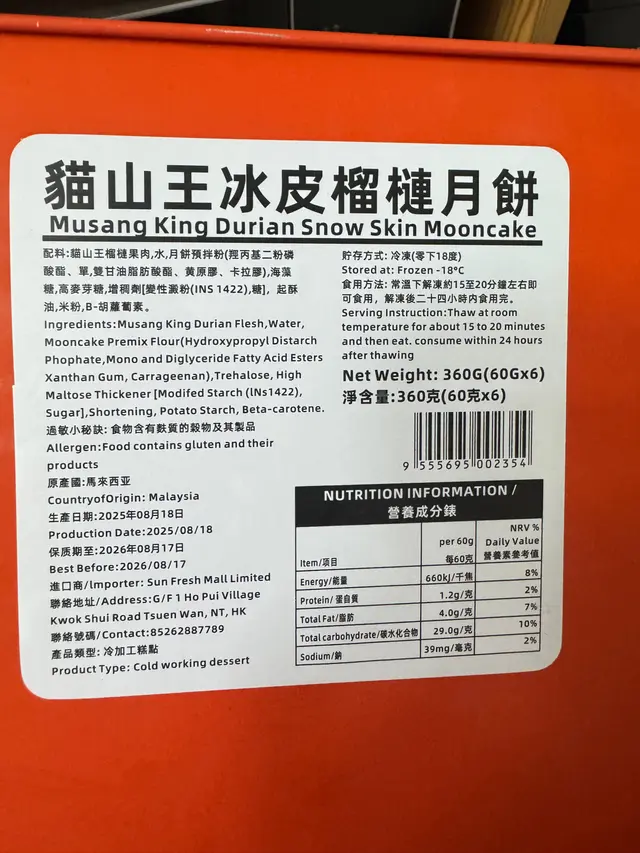 貓山王冰皮榴槤月餅
Musang King Durian Snow Skin Mooncake
配料:貓山王榴槤果肉,水,月餅預拌粉(羥丙基二粉磷
酸酯、單,雙甘油脂肪酸酯、黄原膠、卡拉膠),海藻
糖,高麥芽糖,增稠劑[變性澱粉(INS 1422),糖]，起酥
油,米粉,B-胡蘿蔔素。
Ingredients:Musang King Durian Flesh,Water,
Mooncake Premix Flour(Hydroxypropyl Distarch
Phophate,Mono and Diglyceride Fatty Acid Esters
Xanthan Gum, Carrageenan),Trehalose, High
Maltose Thickener [Modifed Starch (lNs1422),
Sugar],Shortening, Potato Starch, Beta-carotene.
過敏小秘訣: 食物含有麩質的穀物及其製品
Allergen:Food contains gluten and their
products
原產國:馬來西亚
CountryofOrigin: Malaysia
生產日期:2025年08月18日
Production Date:2025/08/18
保质期至:2026年08月17日
Best Before:2026/08/17
進口商/lmporter: Sun Fresh Mall Limited
聯絡地址/Address:G/F 1 Ho Pui Village
Kwok Shui Road Tsuen Wan, NT, HK
聯絡號碼/Contact:85262887789
產品類型: 冷加工糕點
Product Type: Cold working dessert
貯存方式: 冷凍(零下18度)
Stored at: Frozen -18°C
食用方法: 常溫下解凍約15至20分鐘左右即
可食用，解凍後二十四小時内食用完。
Serving Instruction:Thaw at room
temperature for about 15 to 20 minutes
and then eat. consume within 24 hours
after thawing
Net Weight: 360G(60Gx6)
淨含量:360克(60克x6)
9 555695 002354
NUTRITION INFORMATION /
營養成分錶
Item/項目 per 60g 每60克 NRV % Daily Value 營養素參考值
Energy/能量 660kJ/千焦 8%
Protein/ 蛋白質 1.2g/克 2%
Total Fat/脂肪 4.0g/克 7%
Total carbohydrate/碳水化合物 29.0g/克 10%
Sodium/鈉 39mg/毫克 2%